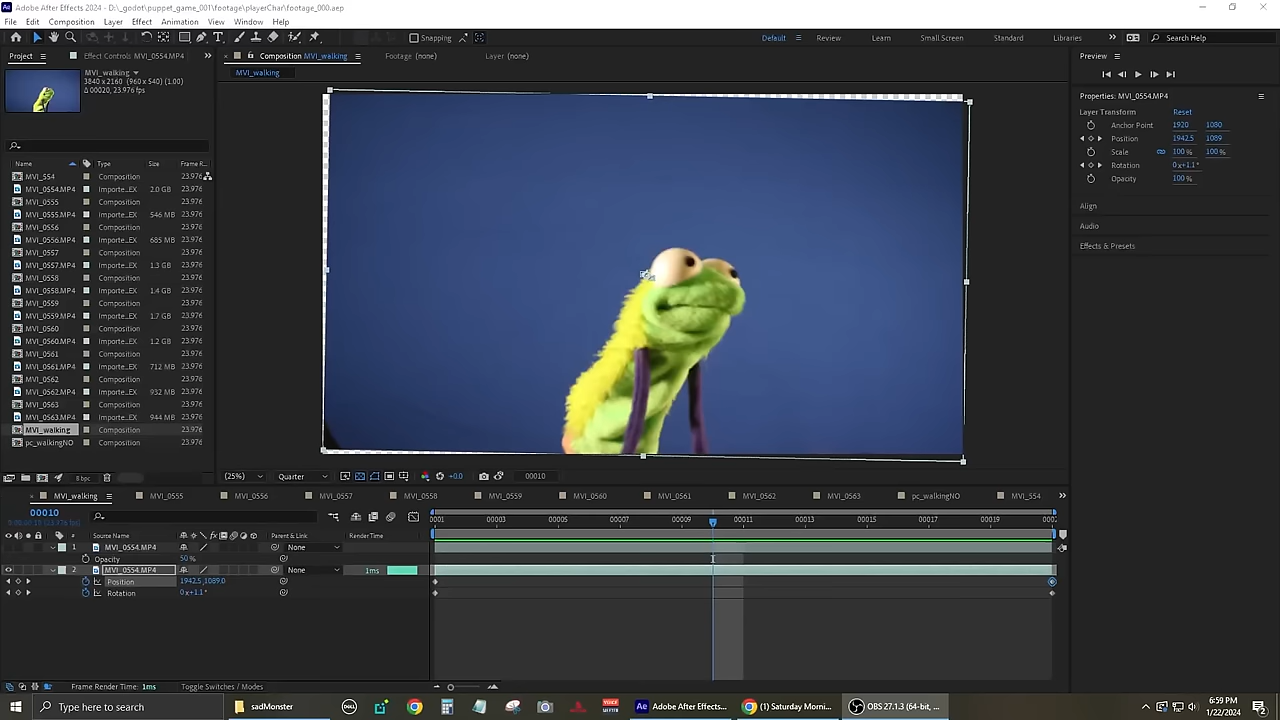 Adobe After Effects 2024 - D:\_godot\puppet_game_001\footage\playerChar\footage_000.aep
File Edit Composition Layer Effect Animation View Window Help
Snapping
Default Review Learn Small Screen Standard Libraries Search Help
Project Effect Controls MVI_0554.MP4 Composition MVI_walking Footage (none) Layer (none) Preview
MVI_walking
3840 x 2160 (960 x 540) (1.00)
Δ 00020, 23.976 fps
MVI_walking
Properties: MVI_0554.MP4
Layer Transform Reset
Anchor Point 1920 1080
Position 1942.5 1089
Scale 100 % 100 %
Rotation 0 x+1.1°
Opacity 100 %
Align
Audio
Effects & Presets
Name Type Size Frame R...
MVI_554 Composition 23.976
MVI_0554.MP4 Importe...EX 2.0 GB 23.976
MVI_0555 Composition 23.976
MVI_0555.MP4 Importe...EX 546 MB 23.976
MVI_0556 Composition 23.976
MVI_0556.MP4 Importe...EX 685 MB 23.976
MVI_0557 Composition 23.976
MVI_0557.MP4 Importe...EX 1.3 GB 23.976
MVI_0558 Composition 23.976
MVI_0558.MP4 Importe...EX 1.4 GB 23.976
MVI_0559 Composition 23.976
MVI_0559.MP4 Importe...EX 1.7 GB 23.976
MVI_0560 Composition 23.976
MVI_0560.MP4 Importe...EX 1.2 GB 23.976
MVI_0561 Composition 23.976
MVI_0561.MP4 Importe...EX 712 MB 23.976
MVI_0562 Composition 23.976
MVI_0562.MP4 Importe...EX 932 MB 23.976
MVI_0563 Composition 23.976
MVI_0563.MP4 Importe...EX 944 MB 23.976
MVI_walking Composition 23.976
pc_walkingNO Composition 23.976
8 bpc
(25%) Quarter +0.0 00010
MVI_walking MVI_0555 MVI_0556 MVI_0557 MVI_0558 MVI_0559 MVI_0560 MVI_0561 MVI_0562 MVI_0563 pc_walkingNO MVI_554
00010
0001 00003 00005 00007 00009 00011 00013 00015 00017 00019
# Source Name Parent & Link Render Time
1 MVI_0554.MP4 None
Opacity 50 %
2 MVI_0554.MP4 None 1ms
Position 1942.5,1089.0
Rotation 0 x+1.1°
Frame Render Time: 1ms Toggle Switches / Modes
Type here to search
sadMonster
Adobe After Effects...
(1) Saturday Morni...
OBS 27.1.3 (64-bit, ...
6:59 PM
1/22/2024